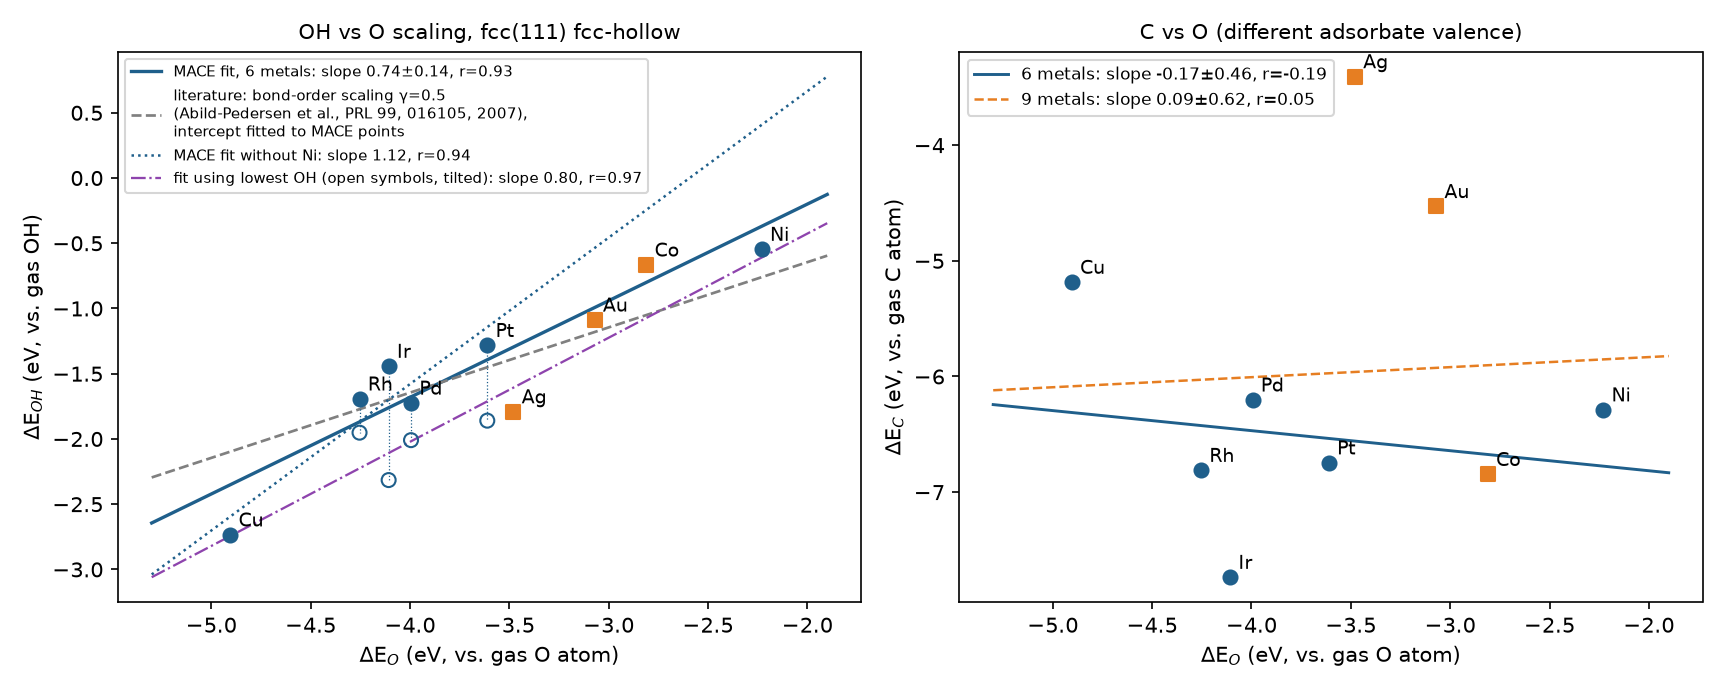 OH vs O scaling, fcc(111) fcc-hollow
MACE fit, 6 metals: slope 0.74±0.14, r=0.93
literature: bond-order scaling γ=0.5
(Abild-Pedersen et al., PRL 99, 016105, 2007),
intercept fitted to MACE points
MACE fit without Ni: slope 1.12, r=0.94
fit using lowest OH (open symbols, tilted): slope 0.80, r=0.97
0.5
0.0
−0.5
−1.0
−1.5
−2.0
−2.5
−3.0
ΔE_OH (eV, vs. gas OH)
Ni
Co
Au
Pt
Ir
Rh
Pd
Ag
Cu
−5.0 −4.5 −4.0 −3.5 −3.0 −2.5 −2.0
ΔE_O (eV, vs. gas O atom)
C vs O (different adsorbate valence)
6 metals: slope -0.17±0.46, r=-0.19
9 metals: slope 0.09±0.62, r=0.05
−4
−5
−6
−7
ΔE_C (eV, vs. gas C atom)
Ag
Au
Cu
Pd
Ni
Rh
Pt
Co
Ir
−5.0 −4.5 −4.0 −3.5 −3.0 −2.5 −2.0
ΔE_O (eV, vs. gas O atom)